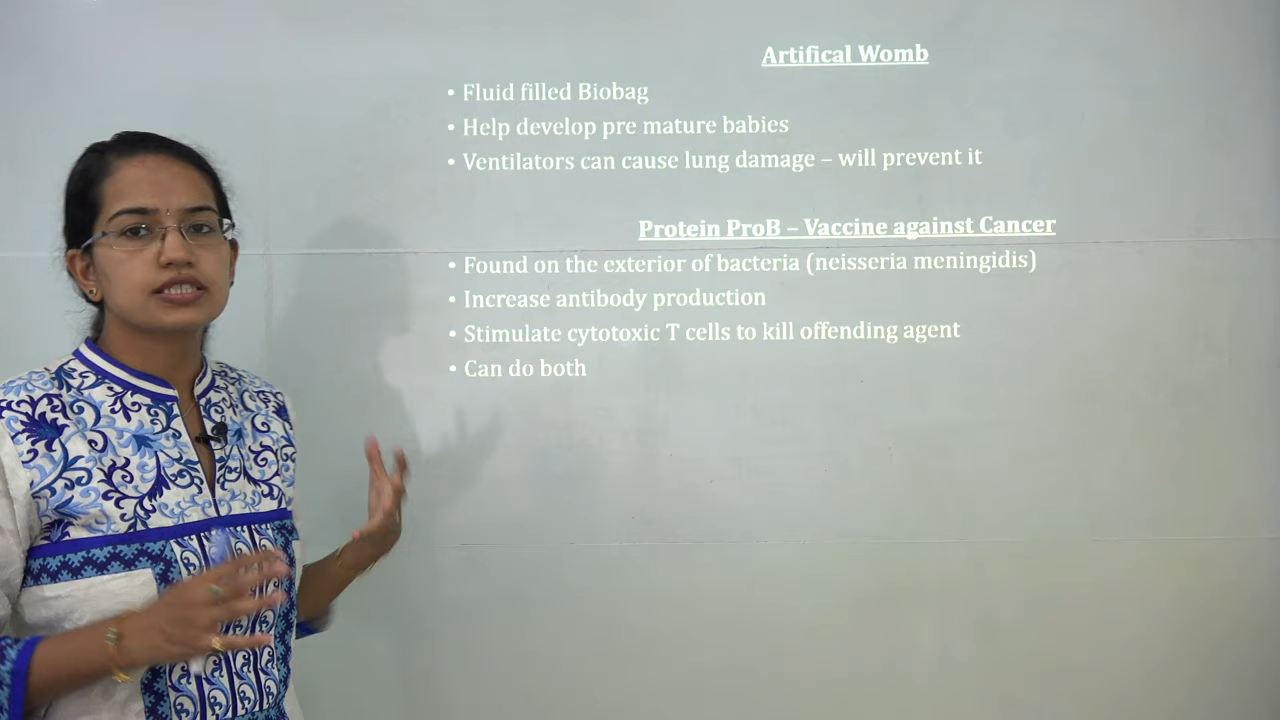 Artifical Womb
• Fluid filled Biobag
• Help develop pre mature babies
• Ventilators can cause lung damage – will prevent it
Protein ProB – Vaccine against Cancer
• Found on the exterior of bacteria (neisseria meningidis)
• Increase antibody production
• Stimulate cytotoxic T cells to kill offending agent
• Can do both